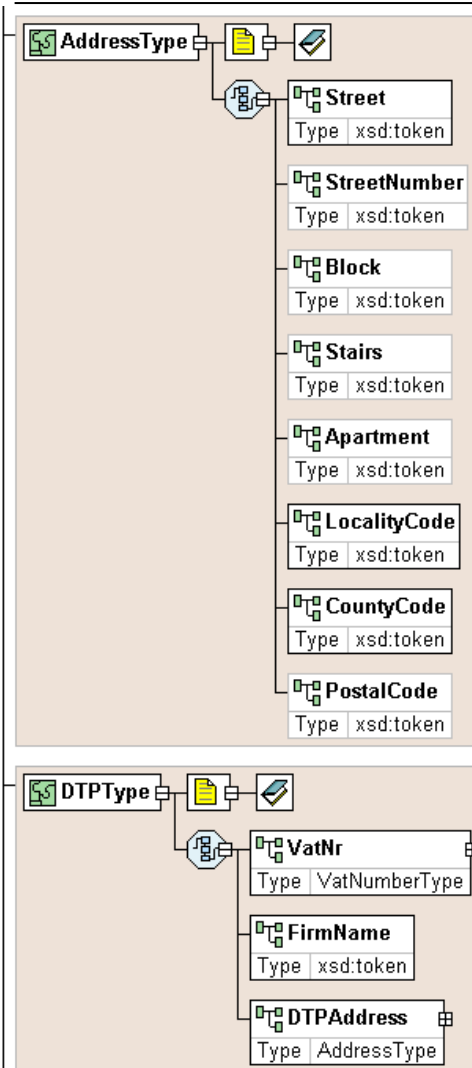 AddressType
Street
Type xsd:token
StreetNumber
Type xsd:token
Block
Type xsd:token
Stairs
Type xsd:token
Apartment
Type xsd:token
LocalityCode
Type xsd:token
CountyCode
Type xsd:token
PostalCode
Type xsd:token
DTPType
VatNr
Type VatNumberType
FirmName
Type xsd:token
DTPAddress
Type AddressType